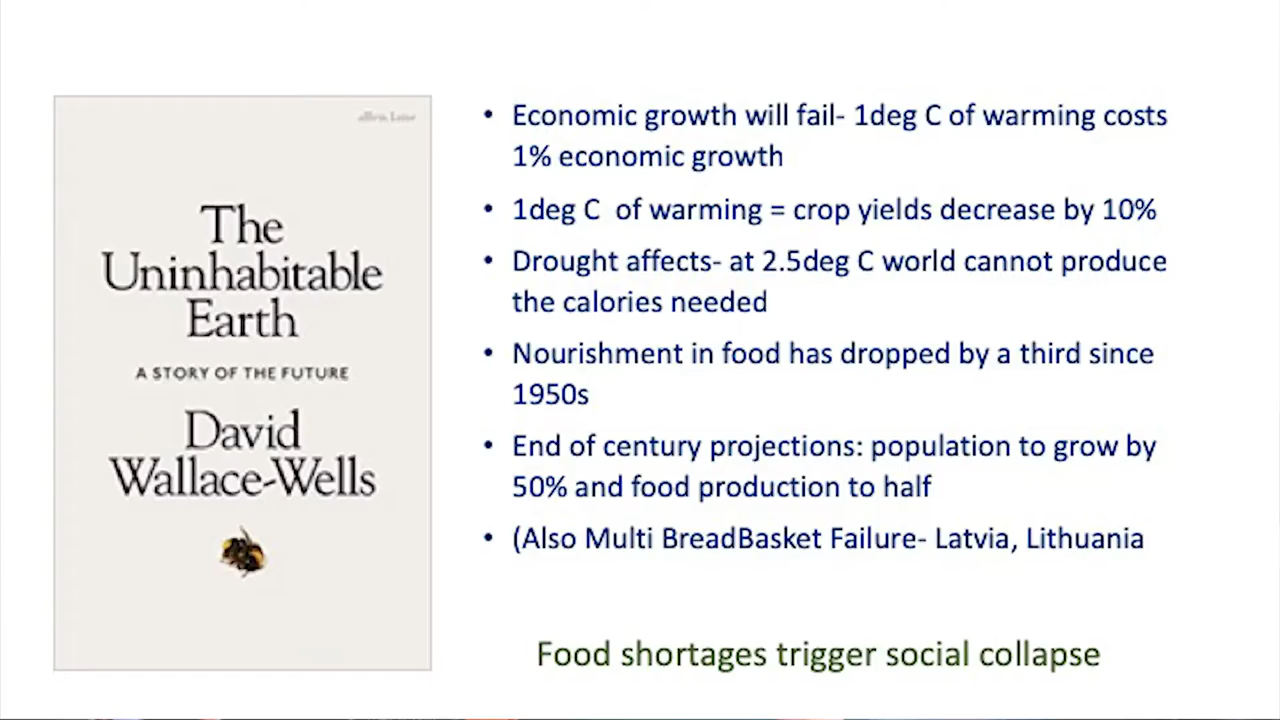 allen lane
The
Uninhabitable
Earth
A STORY OF THE FUTURE
David
Wallace-Wells
• Economic growth will fail- 1deg C of warming costs
1% economic growth
• 1deg C  of warming = crop yields decrease by 10%
• Drought affects- at 2.5deg C world cannot produce
the calories needed
• Nourishment in food has dropped by a third since
1950s
• End of century projections: population to grow by
50% and food production to half
• (Also Multi BreadBasket Failure- Latvia, Lithuania
Food shortages trigger social collapse